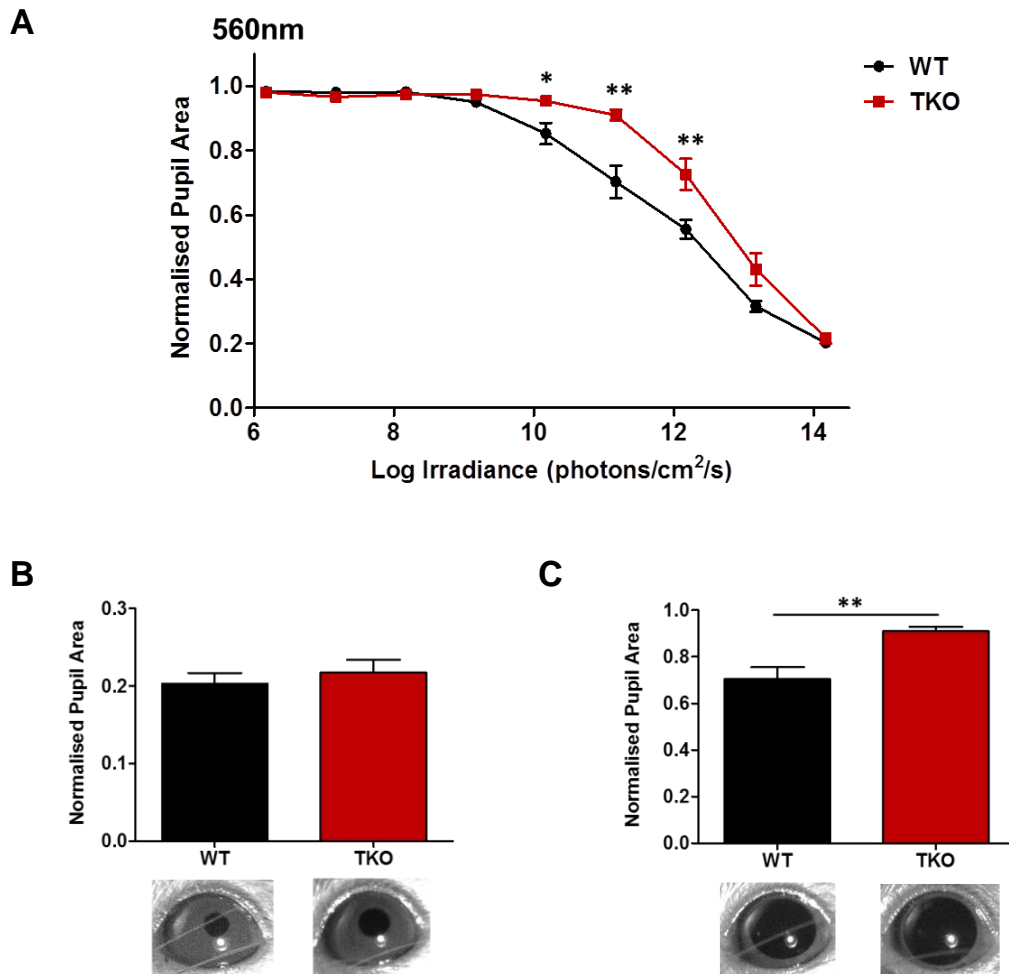 A
560nm
WT
TKO
*
**
**
Normalised Pupil Area
1.0
0.8
0.6
0.4
0.2
0.0
6
8
10
12
14
Log Irradiance (photons/cm²/s)
B
Normalised Pupil Area
0.3
0.2
0.1
0.0
WT
TKO
C
Normalised Pupil Area
1.0
0.8
0.6
0.4
0.2
0.0
**
WT
TKO